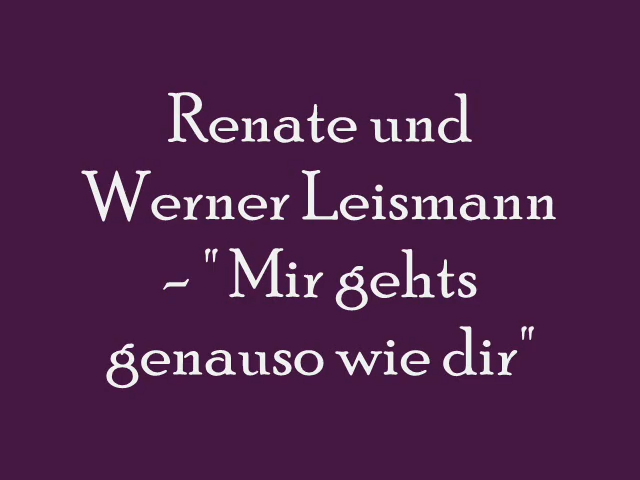 Renate und
Werner Leismann
- "Mir gehts
genauso wie dir"